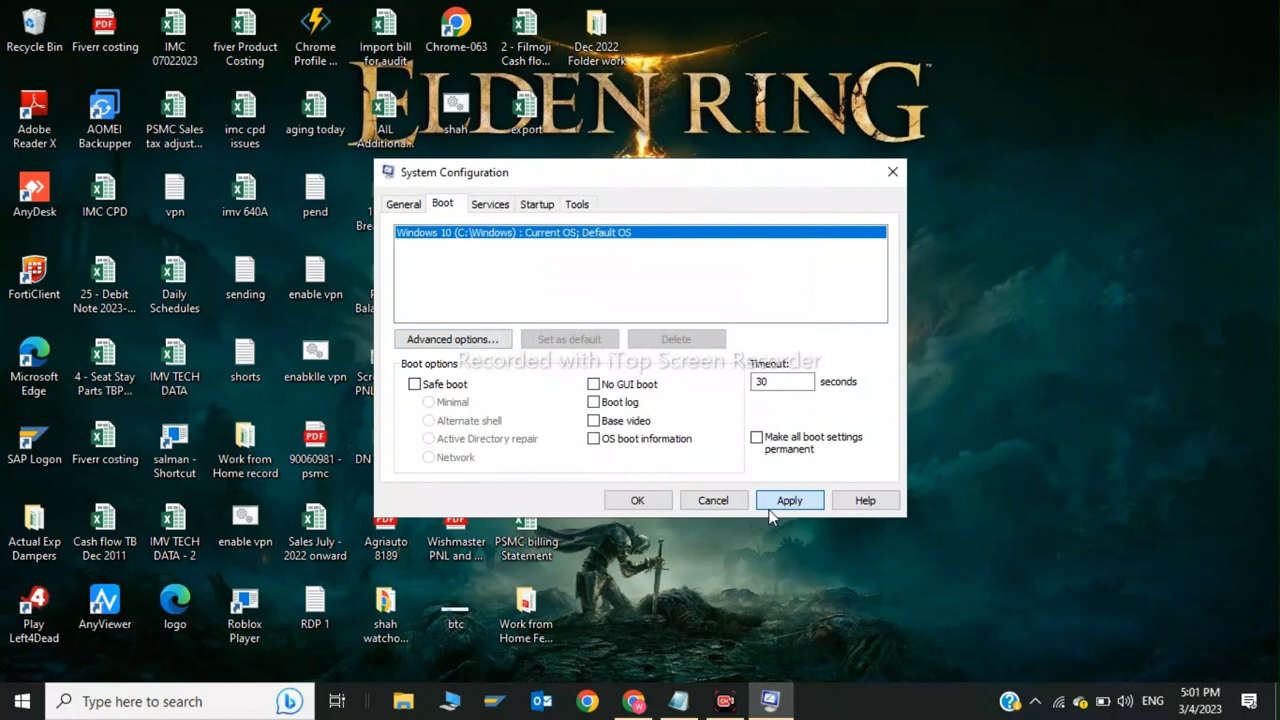 Recycle Bin
Fiverr costing
IMC
07022023
fiver Product
Costing
Chrome
Profile ...
Import bill
for audit
Chrome-063
2 - Filmoji
Cash flo...
Dec 2022
Folder work
ELDEN RING
Adobe
Reader X
AOMEI
Backupper
PSMC Sales
tax adjust...
imc cpd
issues
aging today
AIL
Additiona...
shah
export
AnyDesk
IMC CPD
vpn
imv 640A
pend
FortiClient
25 - Debit
Note 2023-...
Daily
Schedules
sending
enable vpn
Microsoft
Edge
4 - Seat Stay
Parts TBP...
IMV TECH
DATA
shorts
enabklle vpn
SAP Logon
Fiverr costing
salman -
Shortcut
Work from
Home record
90060981 -
psmc
Actual Exp
Dampers
Cash flow TB
Dec 2011
IMV TECH
DATA - 2
enable vpn
Sales July -
2022 onward
Agriauto
8189
Wishmaster
PNL and ...
PSMC billing
Statement
Play
Left4Dead
AnyViewer
logo
Roblox
Player
RDP 1
shah
watcho...
btc
Work from
Home Fe...
System Configuration
General
Boot
Services
Startup
Tools
Windows 10 (C:\Windows) : Current OS; Default OS
Advanced options...
Set as default
Delete
Recorded with iTop Screen Recorder
Boot options
Timeout:
Safe boot
No GUI boot
30
seconds
Minimal
Boot log
Alternate shell
Base video
Active Directory repair
OS boot information
Make all boot settings
permanent
Network
OK
Cancel
Apply
Help
Type here to search
ENG
5:01 PM
3/4/2023